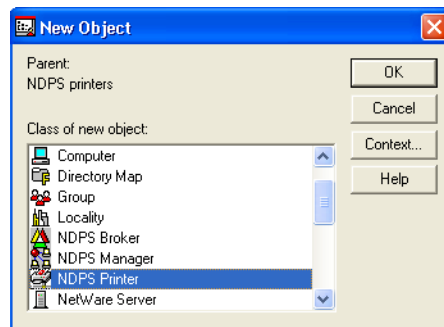 New Object
Parent:
NDPS printers
Class of new object:
Computer
Directory Map
Group
Locality
NDPS Broker
NDPS Manager
NDPS Printer
NetWare Server
OK
Cancel
Context...
Help